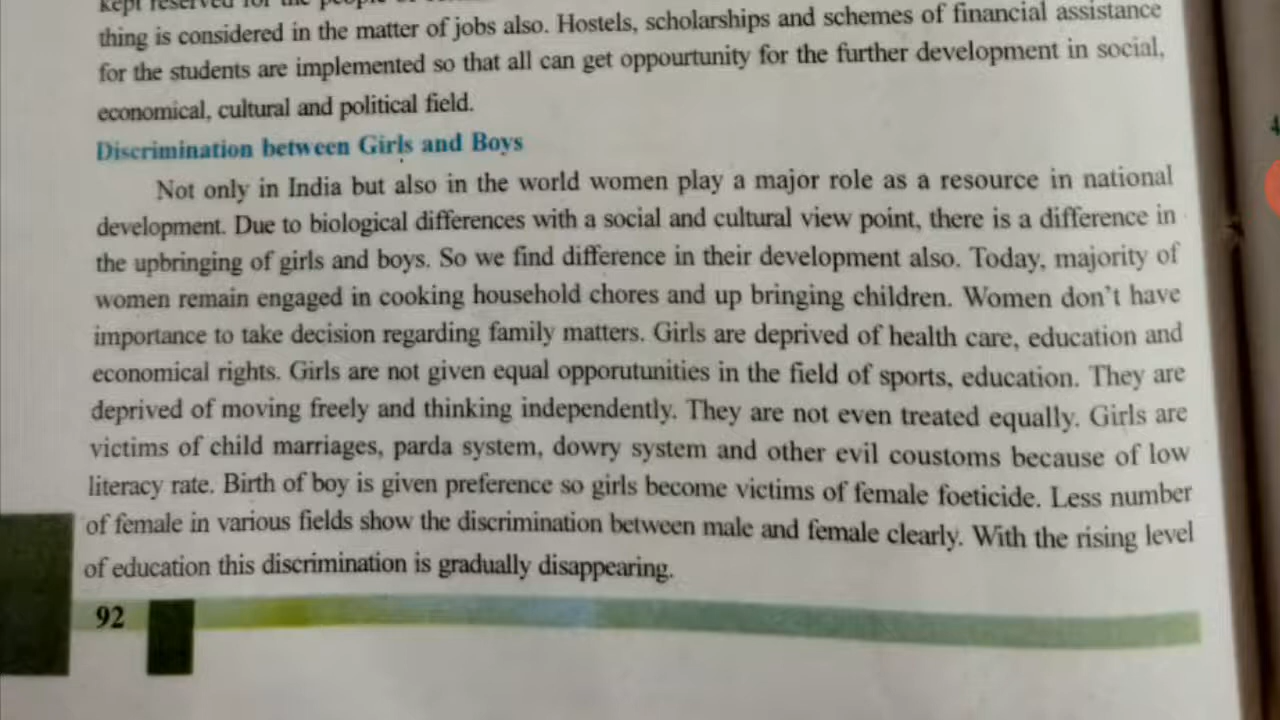 kept reserved for the people of
thing is considered in the matter of jobs also. Hostels, scholarships and schemes of financial assistance
for the students are implemented so that all can get oppourtunity for the further development in social,
economical, cultural and political field.
Discrimination between Girls and Boys
Not only in India but also in the world women play a major role as a resource in national
development. Due to biological differences with a social and cultural view point, there is a difference in
the upbringing of girls and boys. So we find difference in their development also. Today, majority of
women remain engaged in cooking household chores and up bringing children. Women don't have
importance to take decision regarding family matters. Girls are deprived of health care, education and
economical rights. Girls are not given equal opporutunities in the field of sports, education. They are
deprived of moving freely and thinking independently. They are not even treated equally. Girls are
victims of child marriages, parda system, dowry system and other evil coustoms because of low
literacy rate. Birth of boy is given preference so girls become victims of female foeticide. Less number
of female in various fields show the discrimination between male and female clearly. With the rising level
of education this discrimination is gradually disappearing.
92